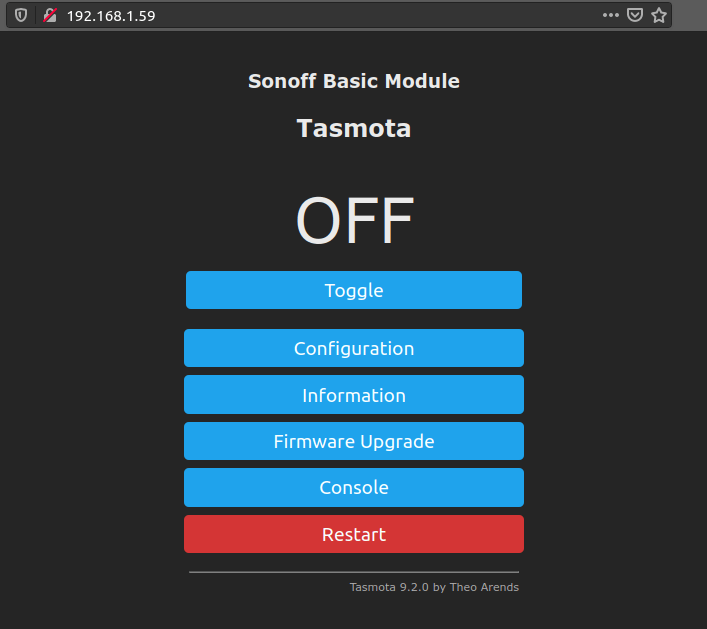 192.168.1.59
Sonoff Basic Module
Tasmota
OFF
Toggle
Configuration
Information
Firmware Upgrade
Console
Restart
Tasmota 9.2.0 by Theo Arends